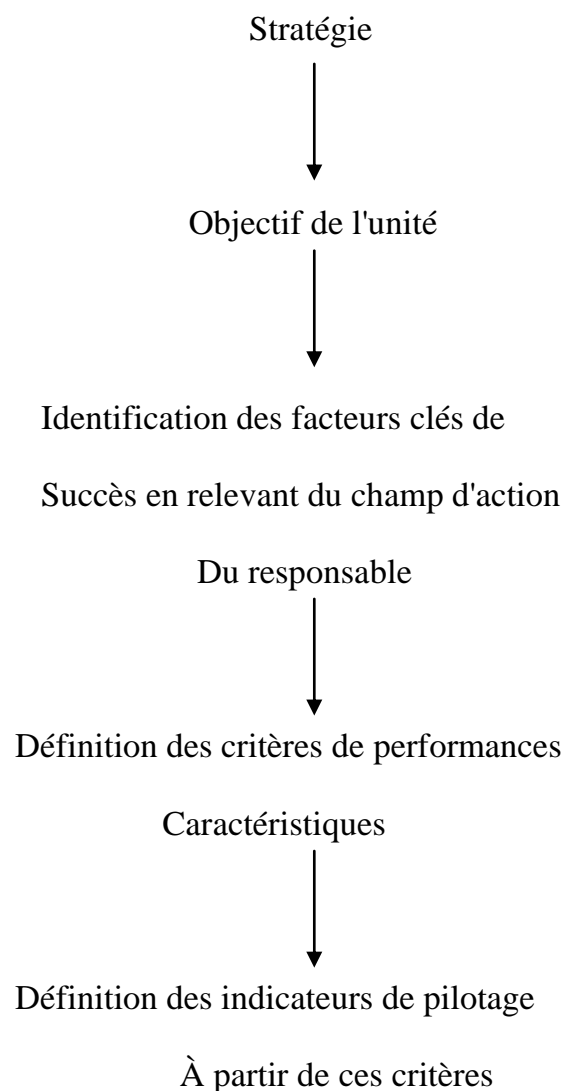 Stratégie
Objectif de l'unité
Identification des facteurs clés de
Succès en relevant du champ d'action
Du responsable
Définition des critères de performances
Caractéristiques
Définition des indicateurs de pilotage
À partir de ces critères